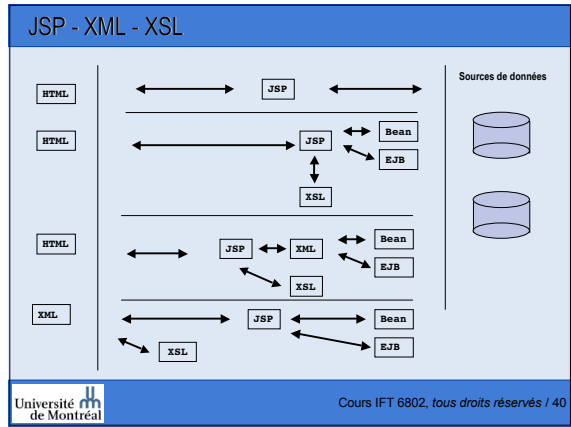 JSP - XML - XSL
Sources de données
HTML
JSP
HTML
JSP
Bean
EJB
XSL
HTML
JSP
XML
Bean
EJB
XSL
XML
JSP
Bean
XSL
EJB
Université
de Montréal
Cours IFT 6802, tous droits réservés / 40